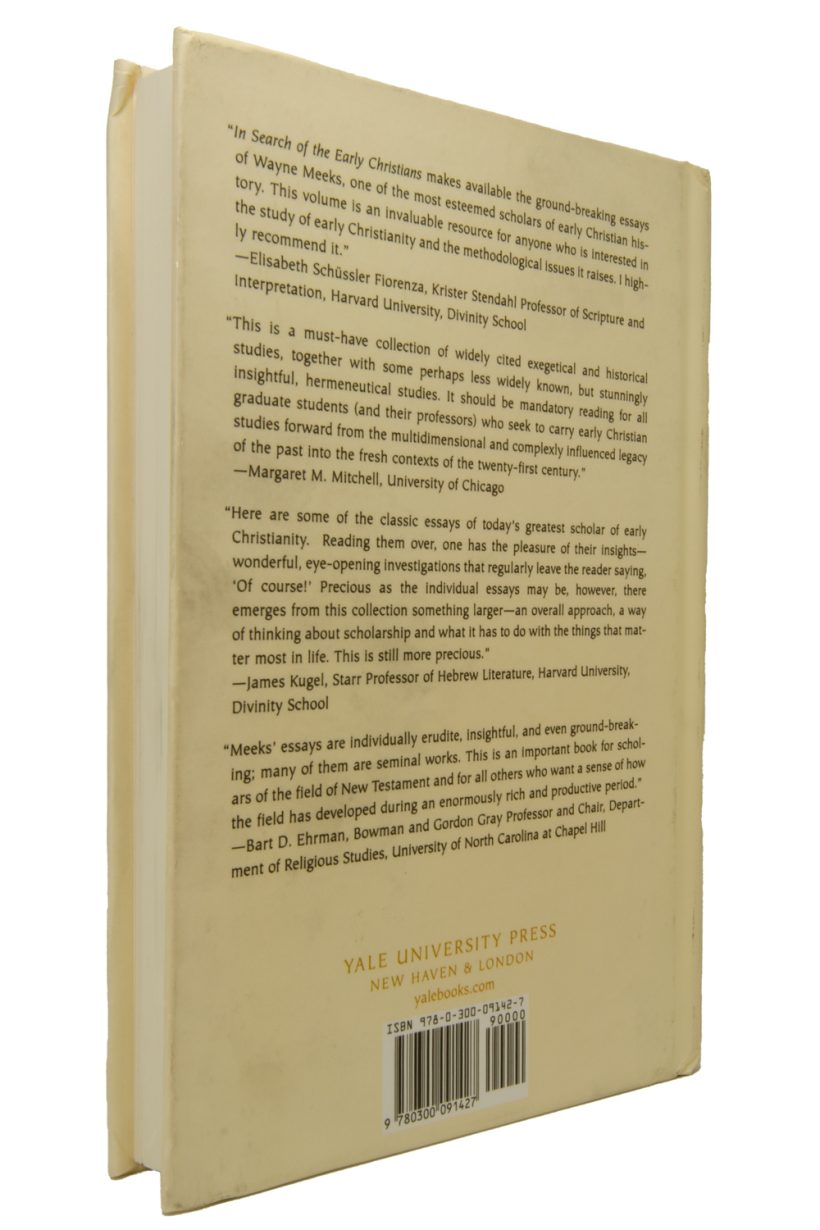 “In Search of the Early Christians makes available the ground-breaking essays
of Wayne Meeks, one of the most esteemed scholars of early Christian his-
tory. This volume is an invaluable resource for anyone who is interested in
the study of early Christianity and the methodological issues it raises. I high-
ly recommend it.”
—Elisabeth Schüssler Fiorenza, Krister Stendahl Professor of Scripture and
Interpretation, Harvard University, Divinity School
“This is a must-have collection of widely cited exegetical and historical
studies, together with some perhaps less widely known, but stunningly
insightful, hermeneutical studies. It should be mandatory reading for all
graduate students (and their professors) who seek to carry early Christian
studies forward from the multidimensional and complexly influenced legacy
of the past into the fresh contexts of the twenty-first century.”
—Margaret M. Mitchell, University of Chicago
“Here are some of the classic essays of today’s greatest scholar of early
Christianity. Reading them over, one has the pleasure of their insights—
wonderful, eye-opening investigations that regularly leave the reader saying,
‘Of course!’ Precious as the individual essays may be, however, there
emerges from this collection something larger—an overall approach, a way
of thinking about scholarship and what it has to do with the things that mat-
ter most in life. This is still more precious.”
—James Kugel, Starr Professor of Hebrew Literature, Harvard University,
Divinity School
“Meeks’ essays are individually erudite, insightful, and even ground-break-
ing; many of them are seminal works. This is an important book for schol-
ars of the field of New Testament and for all others who want a sense of how
the field has developed during an enormously rich and productive period.”
—Bart D. Ehrman, Bowman and Gordon Gray Professor and Chair, Depart-
ment of Religious Studies, University of North Carolina at Chapel Hill
YALE UNIVERSITY PRESS
NEW HAVEN & LONDON
yalebooks.com
ISBN 978-0-300-09142-7
90000
9 780300 091427